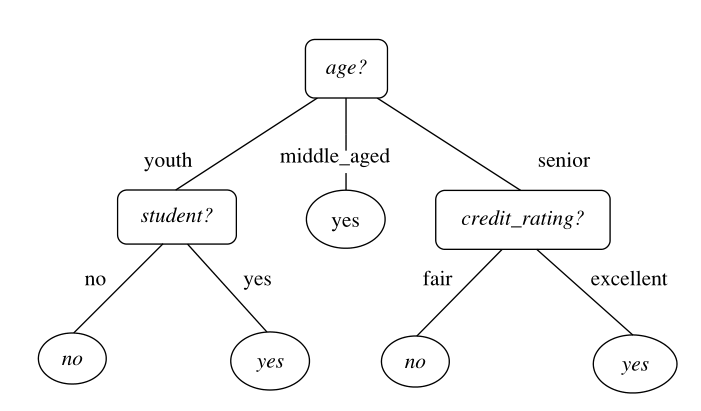 age?
youth
middle_aged
senior
student?
yes
credit_rating?
no
yes
fair
excellent
no
yes
no
yes